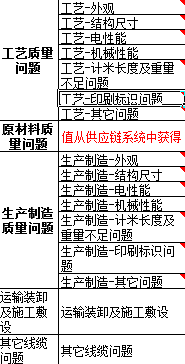 工艺-外观
工艺-结构尺寸
工艺-电性能
工艺质量
问题
工艺-机械性能
工艺-计米长度及重
量不足问题
工艺-印刷标识问题
工艺-其它问题
原材料质
量问题
值从供应链系统中获得
生产制造-外观
生产制造-结构尺寸
生产制造-电性能
生产制造-机械性能
生产制造
质量问题
生产制造-计米长度
及重量不足问题
生产制造-印刷标识问
题
生产制造-其它问题
运输装卸
及施工敷
设
运输装卸及施工敷设
其它线缆
问题
其它线缆问题